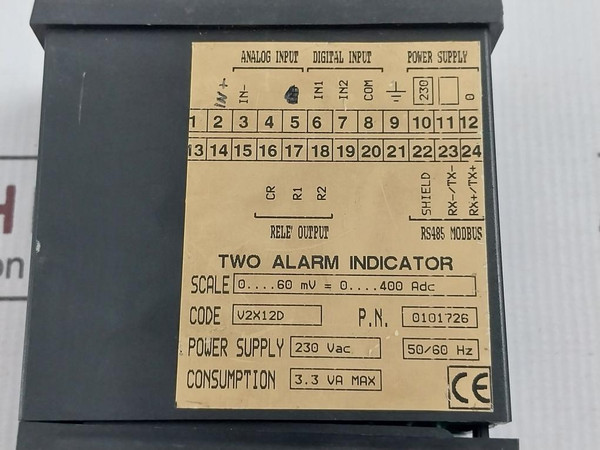 ANALOG INPUT DIGITAL INPUT POWER SUPPLY
IN+ IN- IN1 IN2 COM 230 0
1 2 3 4 5 6 7 8 9 10 11 12
13 14 15 16 17 18 19 20 21 22 23 24
CR R1 R2 SHIELD RX-/TX- RX+/TX+
RELE' OUTPUT RS485 MODBUS
TWO ALARM INDICATOR
SCALE 0....60 mV = 0....400 Adc
CODE V2X12D P.N. 0101726
POWER SUPPLY 230 Vac 50/60 Hz
CONSUMPTION 3.3 VA MAX CE